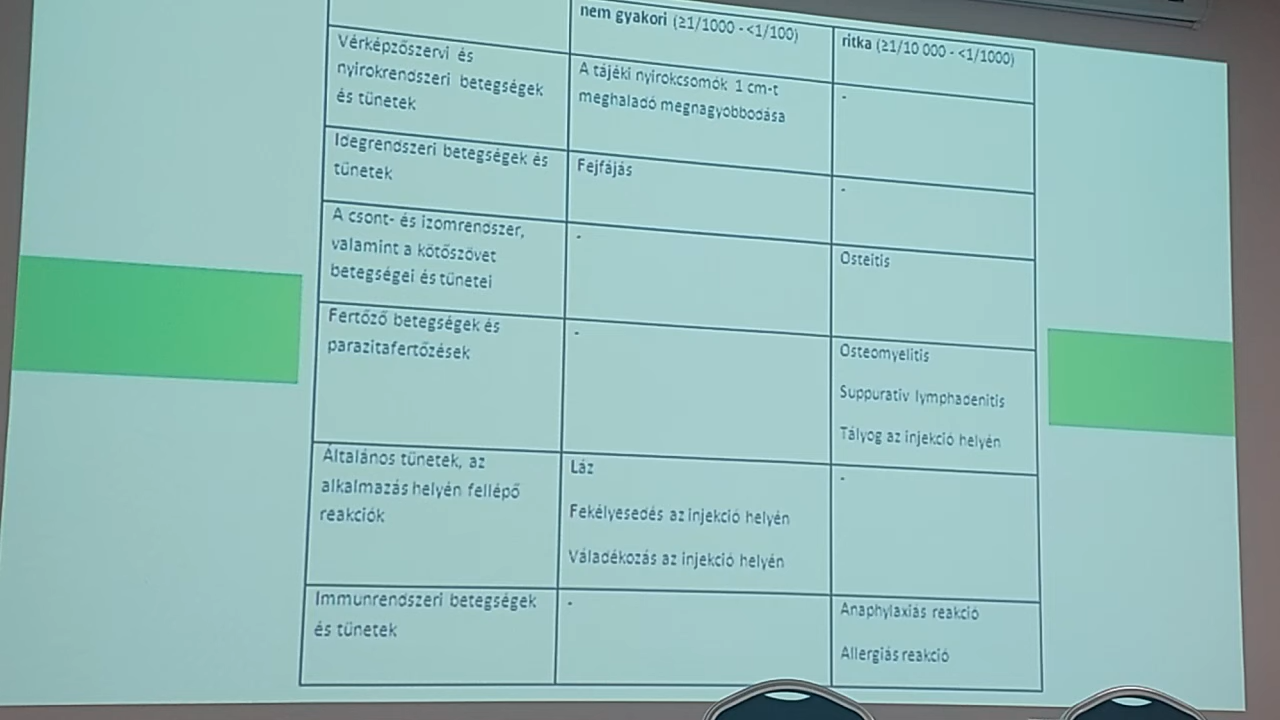 nem gyakori (≥1/1000 - <1/100)
ritka (≥1/10 000 - <1/1000)
Vérképzőszervi és
nyirokrendszeri betegségek
és tünetek
A tájéki nyirokcsomók 1 cm-t
meghaladó megnagyobbodása
-
Idegrendszeri betegségek és
tünetek
Fejfájás
-
A csont- és izomrendszer,
valamint a kötőszövet
betegségei és tünetei
-
Osteitis
Fertőző betegségek és
parazitafertőzések
-
Osteomyelitis
Suppurativ lymphadenitis
Tályog az injekció helyén
Általános tünetek, az
alkalmazás helyén fellépő
reakciók
Láz
Fekélyesedés az injekció helyén
Váladékozás az injekció helyén
-
Immunrendszeri betegségek
és tünetek
-
Anaphylaxiás reakció
Allergiás reakció